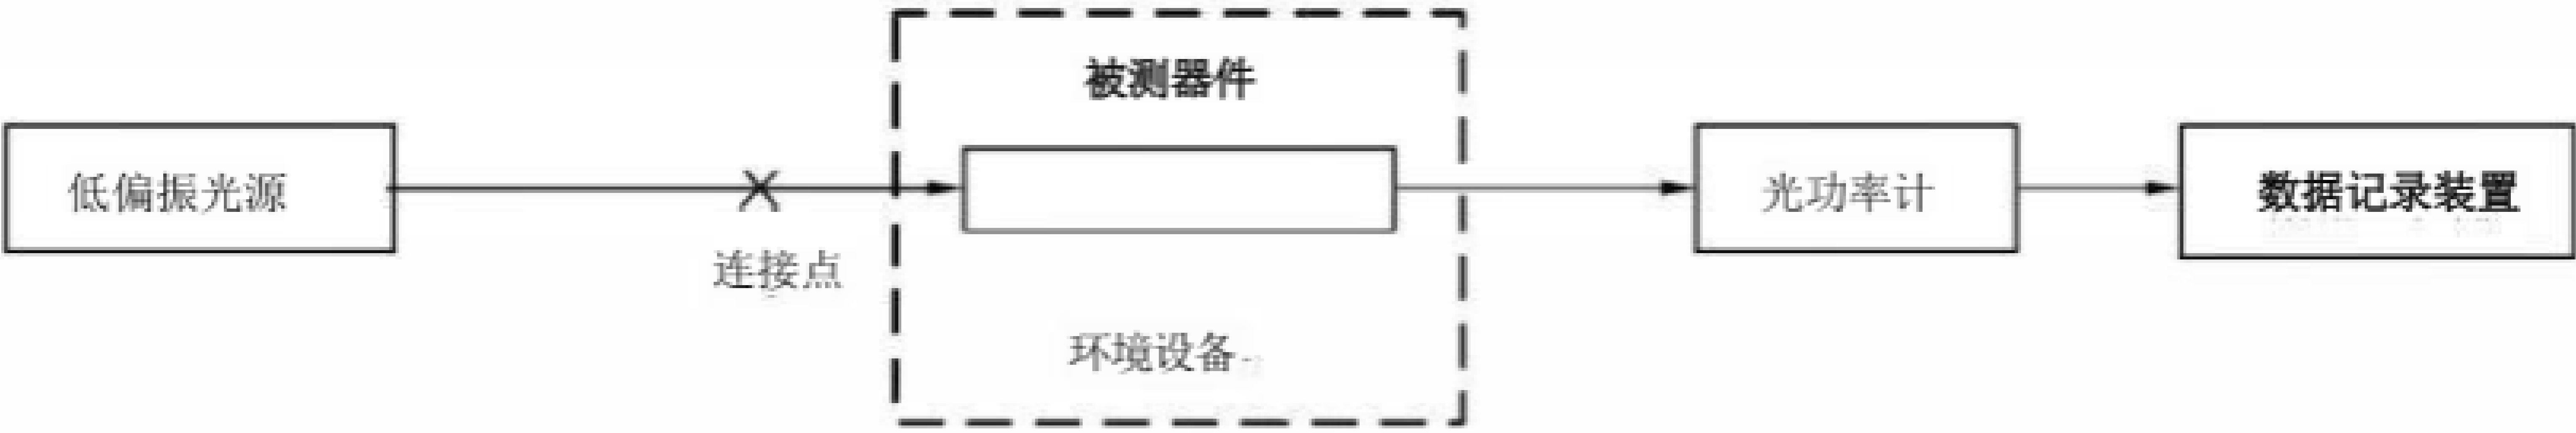 被测器件
低偏振光源
光功率计
数据记录装置
连接点
环境设备